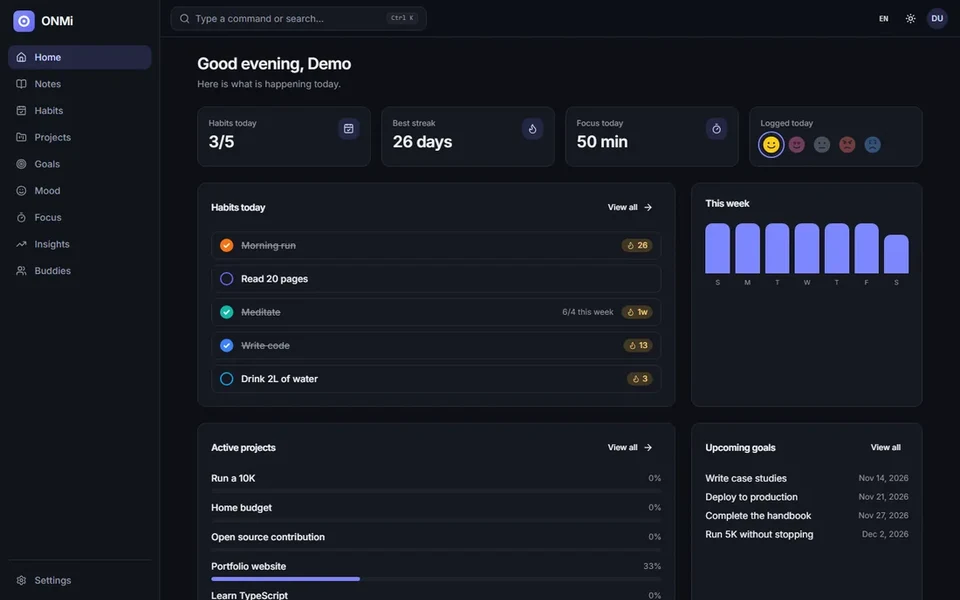 ONMi
Type a command or search...
Ctrl K
EN
DU
Home
Notes
Habits
Projects
Goals
Mood
Focus
Insights
Buddies
Settings
Good evening, Demo
Here is what is happening today.
Habits today
3/5
Best streak
26 days
Focus today
50 min
Logged today
Habits today
View all
Morning run
26
Read 20 pages
Meditate
6/4 this week
1w
Write code
13
Drink 2L of water
3
This week
S M T W T F S
Active projects
View all
Run a 10K
0%
Home budget
0%
Open source contribution
0%
Portfolio website
33%
Learn TypeScript
0%
Upcoming goals
View all
Write case studies
Nov 14, 2026
Deploy to production
Nov 21, 2026
Complete the handbook
Nov 27, 2026
Run 5K without stopping
Dec 2, 2026